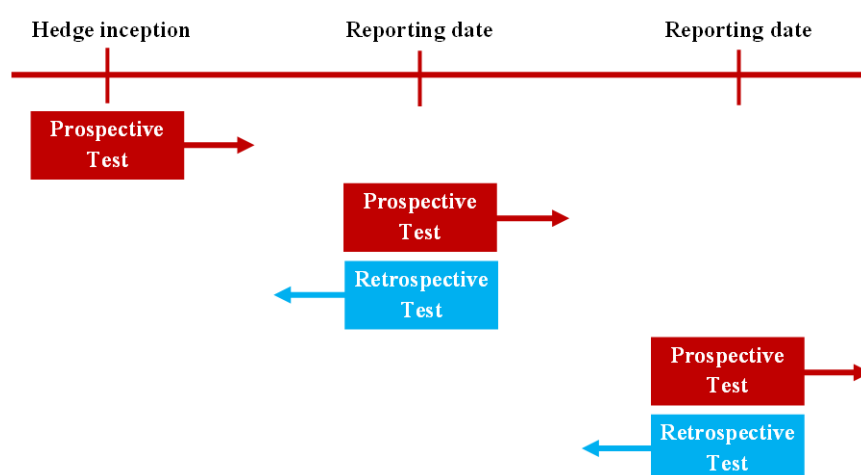 Hedge inception
Reporting date
Reporting date
Prospective
Test
Prospective
Test
Retrospective
Test
Prospective
Test
Retrospective
Test